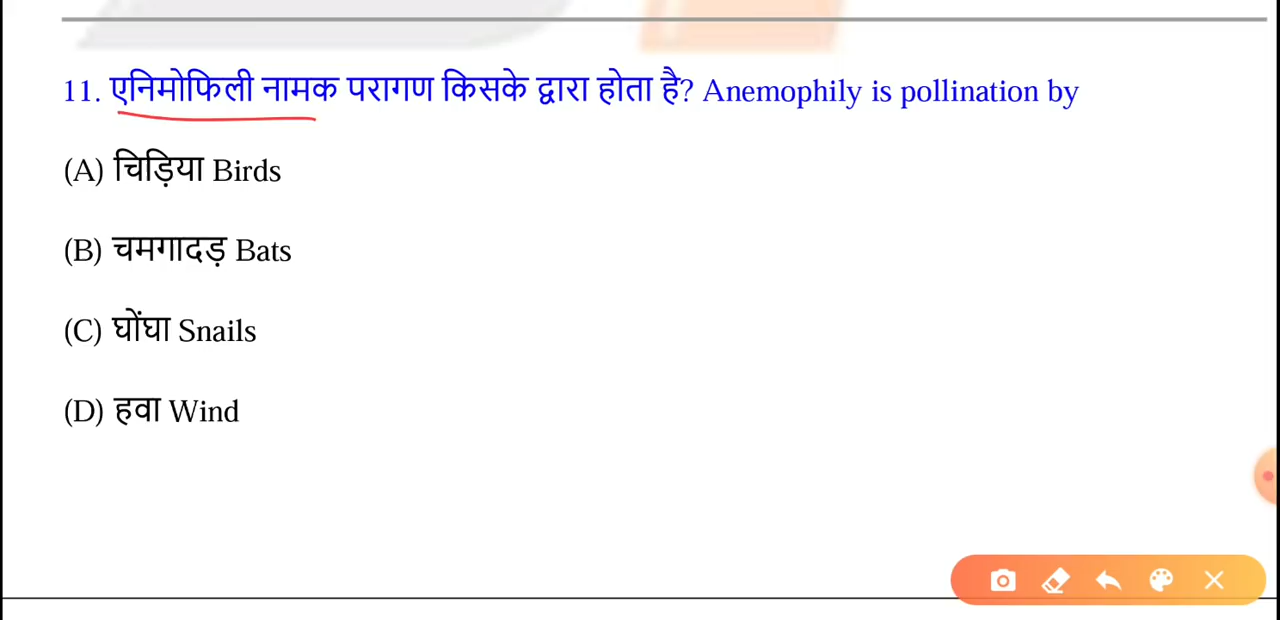 11. एनिमोफिली नामक परागण किसके द्वारा होता है? Anemophily is pollination by
(A) चिड़िया Birds
(B) चमगादड़ Bats
(C) घोंघा Snails
(D) हवा Wind